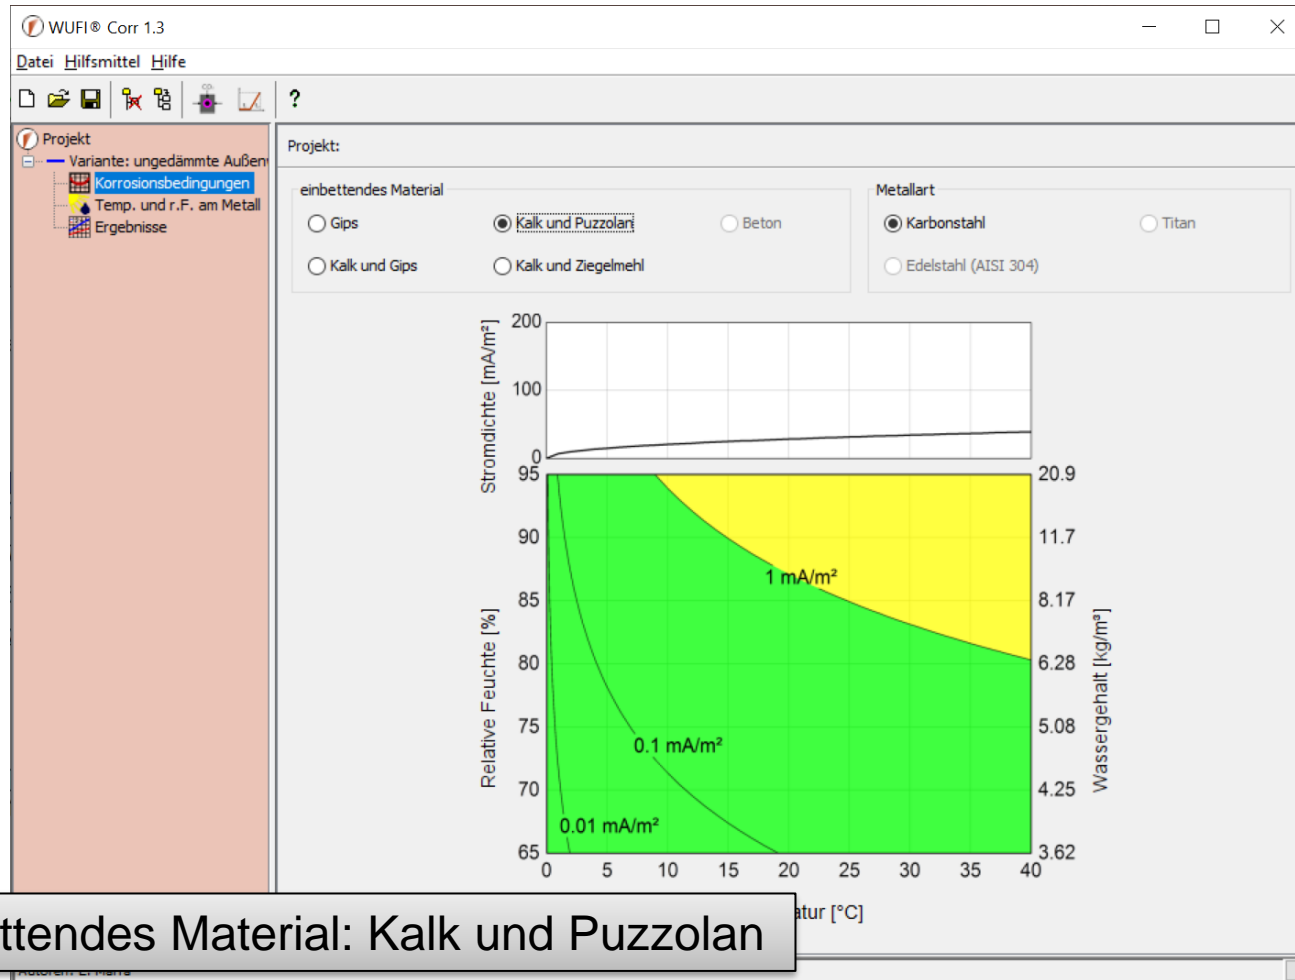 WUFI® Corr 1.3
Datei Hilfsmittel Hilfe
?
Projekt
Variante: ungedämmte Außen
Korrosionsbedingungen
Temp. und r.F. am Metall
Ergebnisse
Projekt:
einbettendes Material
Gips
Kalk und Puzzolan
Beton
Kalk und Gips
Kalk und Ziegelmehl
Metallart
Karbonstahl
Titan
Edelstahl (AISI 304)
Stromdichte [mA/m²]
200
100
0
Relative Feuchte [%]
95
90
85
80
75
70
65
1 mA/m²
0.1 mA/m²
0.01 mA/m²
20.9
11.7
8.17
6.28
5.08
4.25
3.62
Wassergehalt [kg/m³]
0 5 10 15 20 25 30 35 40
atur [°C]
ttendes Material: Kalk und Puzzolan